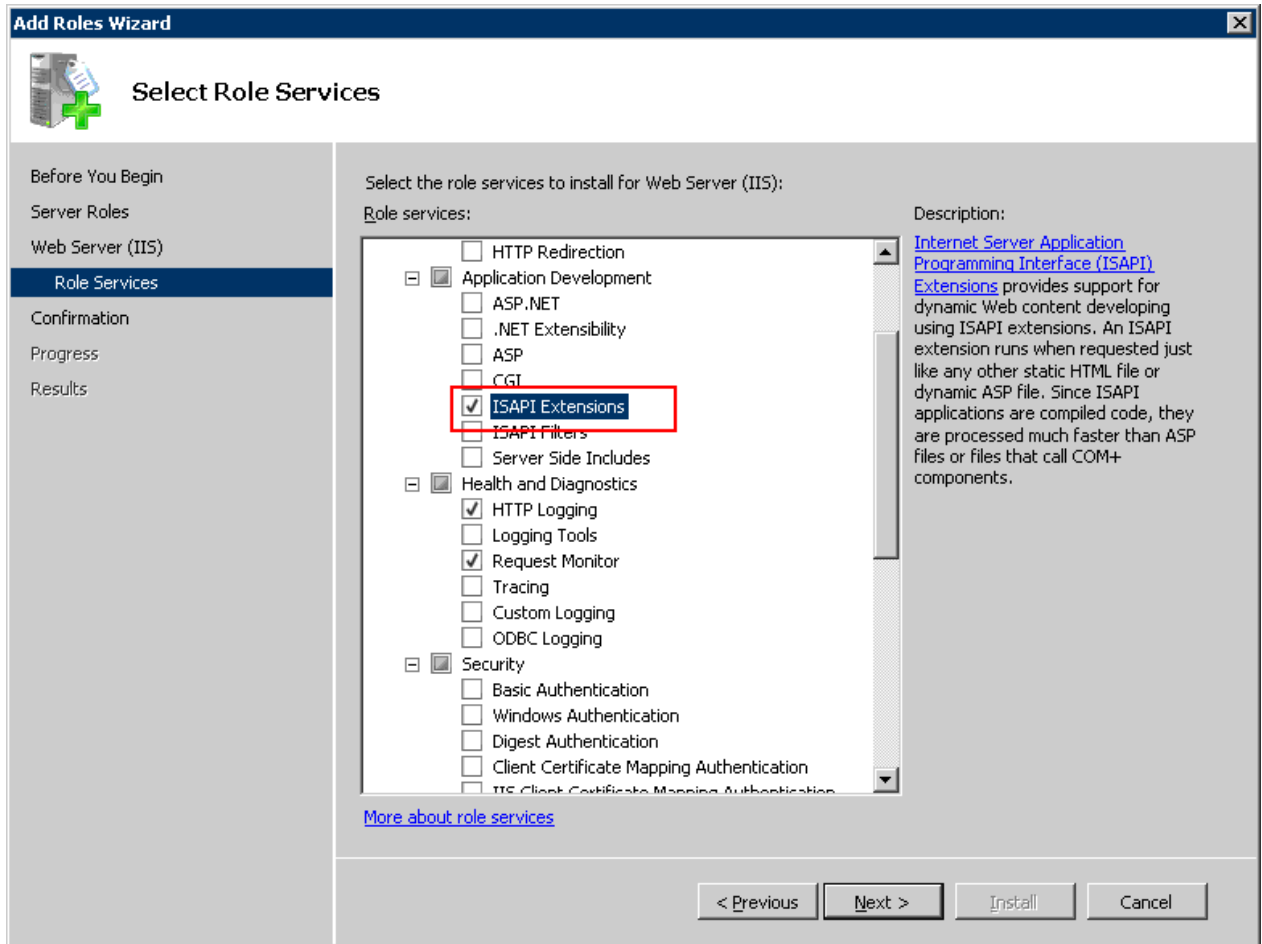 Add Roles Wizard
Select Role Services
Before You Begin
Server Roles
Web Server (IIS)
Role Services
Confirmation
Progress
Results
Select the role services to install for Web Server (IIS):
Role services:
HTTP Redirection
Application Development
ASP.NET
.NET Extensibility
ASP
CGI
ISAPI Extensions
ISAPI Filters
Server Side Includes
Health and Diagnostics
HTTP Logging
Logging Tools
Request Monitor
Tracing
Custom Logging
ODBC Logging
Security
Basic Authentication
Windows Authentication
Digest Authentication
Client Certificate Mapping Authentication
IIS Client Certificate Mapping Authentication
More about role services
Description:
Internet Server Application
Programming Interface (ISAPI)
Extensions provides support for
dynamic Web content developing
using ISAPI extensions. An ISAPI
extension runs when requested just
like any other static HTML file or
dynamic ASP file. Since ISAPI
applications are compiled code, they
are processed much faster than ASP
files or files that call COM+
components.
< Previous
Next >
Install
Cancel